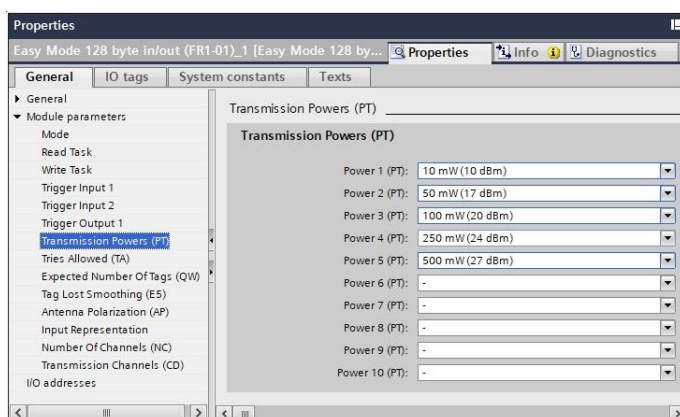 Properties
Easy Mode 128 byte in/out (FR1-01)_1 [Easy Mode 128 by...
Properties
Info
Diagnostics
General
IO tags
System constants
Texts
General
Module parameters
Mode
Read Task
Write Task
Trigger Input 1
Trigger Input 2
Trigger Output 1
Transmission Powers (PT)
Tries Allowed (TA)
Expected Number Of Tags (QW)
Tag Lost Smoothing (E5)
Antenna Polarization (AP)
Input Representation
Number Of Channels (NC)
Transmission Channels (CD)
I/O addresses
Transmission Powers (PT)
Transmission Powers (PT)
Power 1 (PT): 10 mW (10 dBm)
Power 2 (PT): 50 mW (17 dBm)
Power 3 (PT): 100 mW (20 dBm)
Power 4 (PT): 250 mW (24 dBm)
Power 5 (PT): 500 mW (27 dBm)
Power 6 (PT): -
Power 7 (PT): -
Power 8 (PT): -
Power 9 (PT): -
Power 10 (PT): -